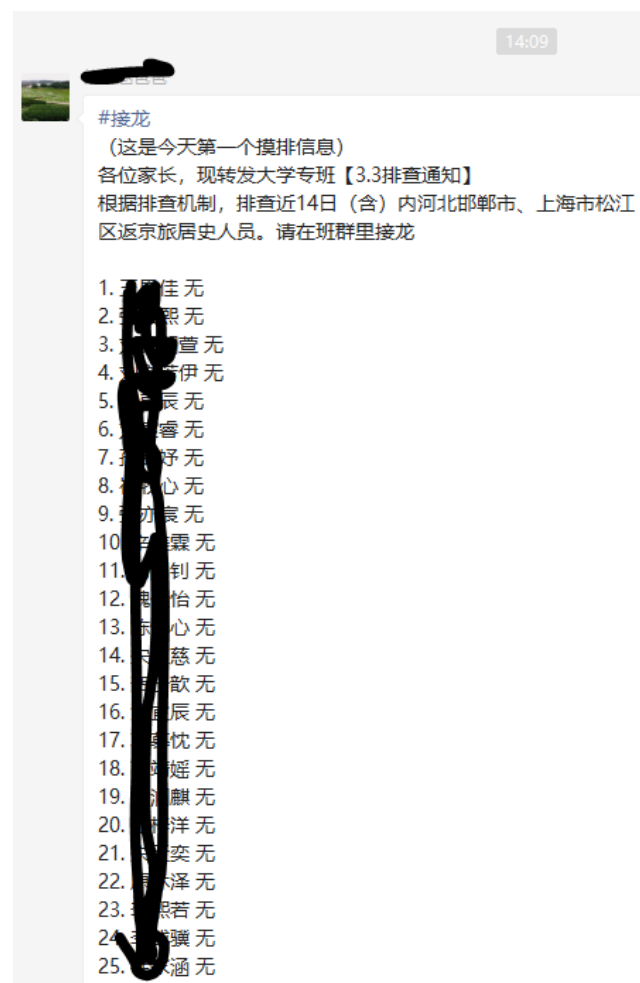 14:09
爸爸
#接龙
（这是今天第一个摸排信息）
各位家长，现转发大学专班【3.3排查通知】
根据排查机制，排查近14日（含）内河北邯郸市、上海市松江
区返京旅居史人员。请在班群里接龙
1. 佳 无
2. 熙 无
3. 萱 无
4. 伊 无
5. 辰 无
6. 睿 无
7. 妤 无
8. 心 无
9. 宸 无
10. 霖 无
11. 钊 无
12. 怡 无
13. 心 无
14. 慈 无
15. 歆 无
16. 辰 无
17. 忱 无
18. 媱 无
19. 麒 无
20. 洋 无
21. 奕 无
22. 泽 无
23. 若 无
24. 骥 无
25. 涵 无